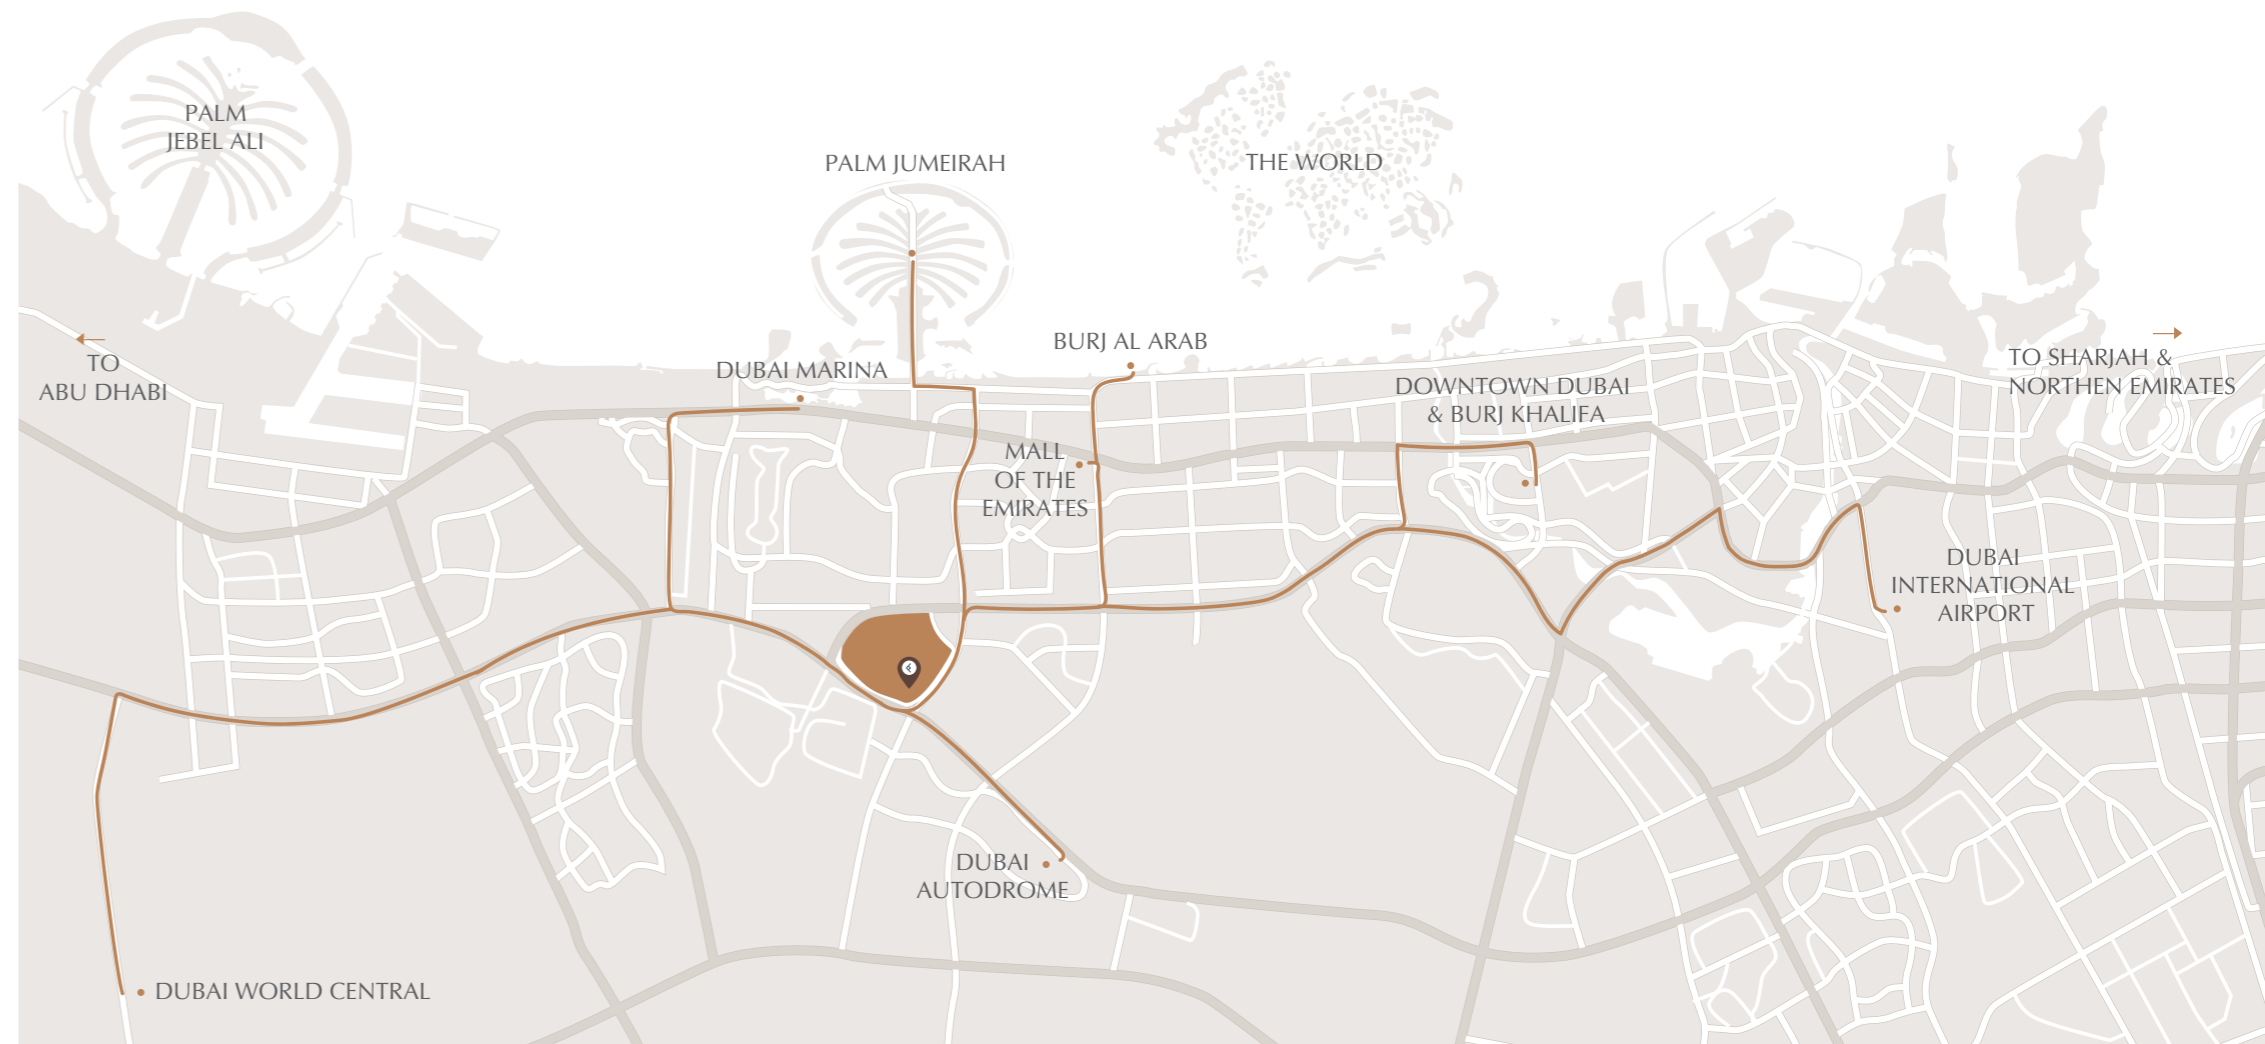 PALM
JEBEL ALI
PALM JUMEIRAH
THE WORLD
TO
ABU DHABI
DUBAI MARINA
BURJ AL ARAB
DOWNTOWN DUBAI
& BURJ KHALIFA
TO SHARJAH &
NORTHEN EMIRATES
MALL
OF THE
EMIRATES
DUBAI
INTERNATIONAL
AIRPORT
DUBAI
AUTODROME
DUBAI WORLD CENTRAL